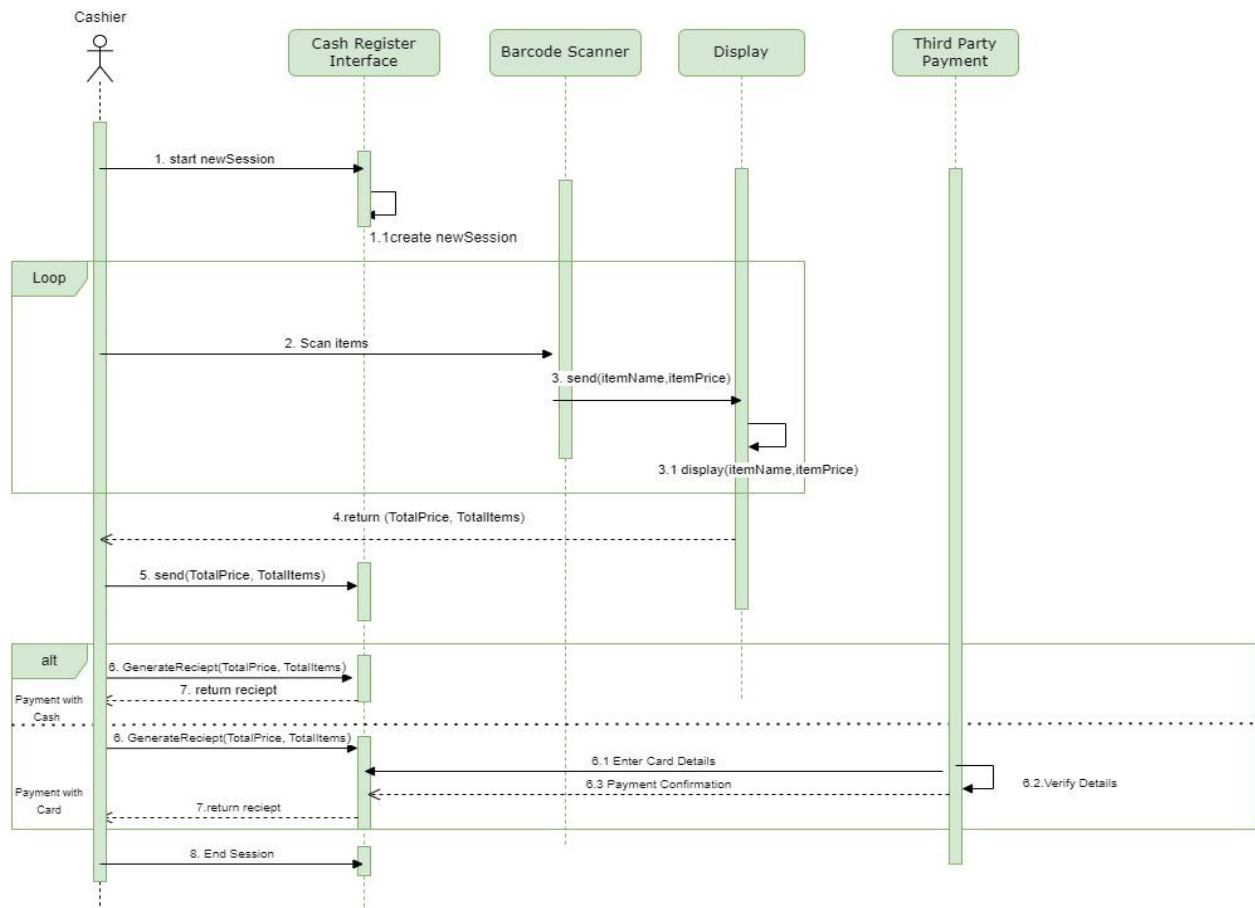 Cashier
Cash Register
Interface
Barcode Scanner
Display
Third Party
Payment
1. start newSession
1.1create newSession
Loop
2. Scan items
3. send(itemName,itemPrice)
3.1 display(itemName,itemPrice)
4.return (TotalPrice, TotalItems)
5. send(TotalPrice, TotalItems)
alt
6. GenerateReciept(TotalPrice, TotalItems)
7. return reciept
Payment with
Cash
6. GenerateReciept(TotalPrice, TotalItems)
6.1 Enter Card Details
6.3 Payment Confirmation
6.2.Verify Details
Payment with
Card
7.return reciept
8. End Session